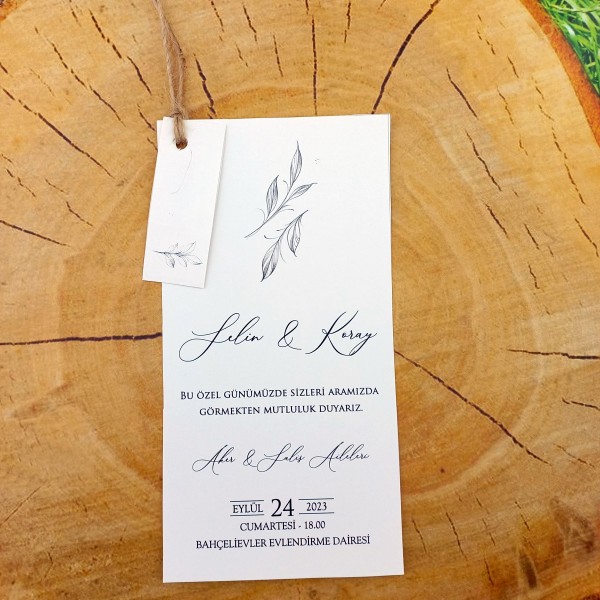 Selin & Koray
BU ÖZEL GÜNÜMÜZDE SİZLERİ ARAMIZDA
GÖRMEKTEN MUTLULUK DUYARIZ.
& Aileleri
EYLÜL 24 2023
CUMARTESİ - 18.00
BAHÇELİEVLER EVLENDİRME DAİRESİ